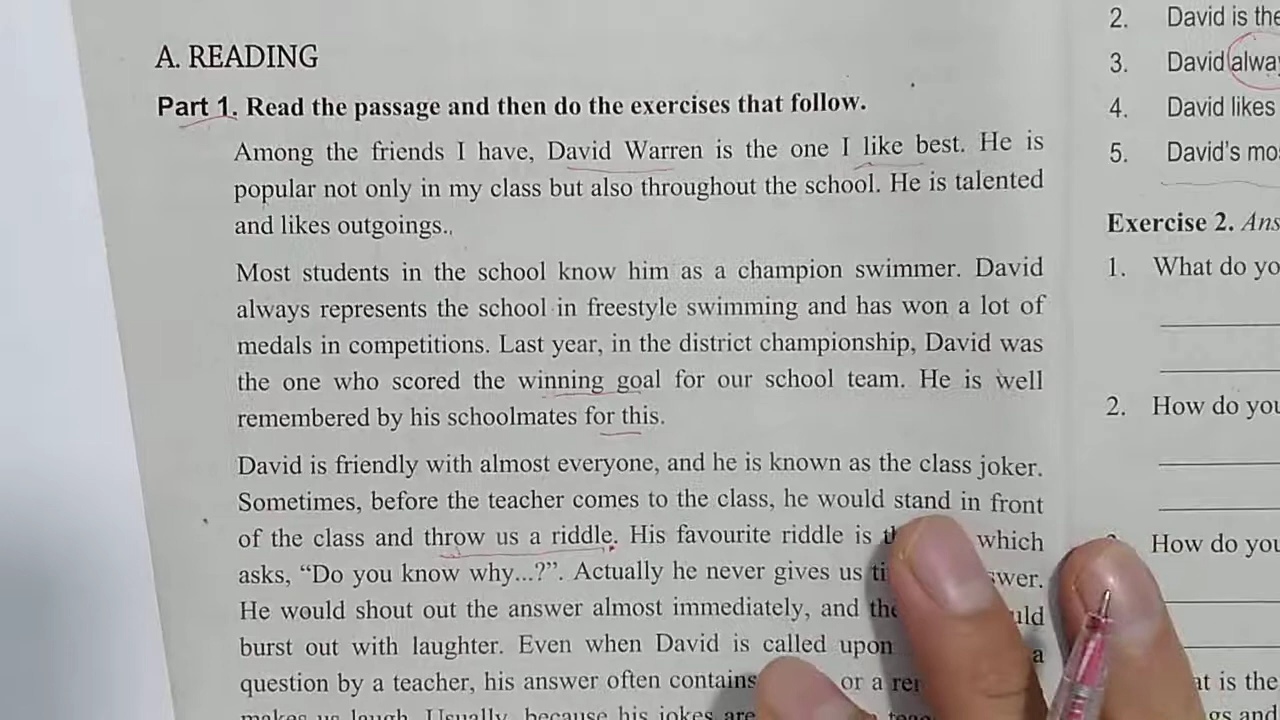 A. READING
Part 1. Read the passage and then do the exercises that follow.
Among the friends I have, David Warren is the one I like best. He is
popular not only in my class but also throughout the school. He is talented
and likes outgoings..
Most students in the school know him as a champion swimmer. David
always represents the school in freestyle swimming and has won a lot of
medals in competitions. Last year, in the district championship, David was
the one who scored the winning goal for our school team. He is well
remembered by his schoolmates for this.
David is friendly with almost everyone, and he is known as the class joker.
Sometimes, before the teacher comes to the class, he would stand in front
of the class and throw us a riddle. His favourite riddle is which
asks, “Do you know why...?”. Actually he never gives us
He would shout out the answer almost immediately, and
burst out with laughter. Even when David is called upon a
question by a teacher, his answer often contains or a
makes us laugh. Usually, because his jokes are
2. David is the
3. David
4. David likes
5. David's
Exercise 2.
1. What do
2. How do
How do
is the
and